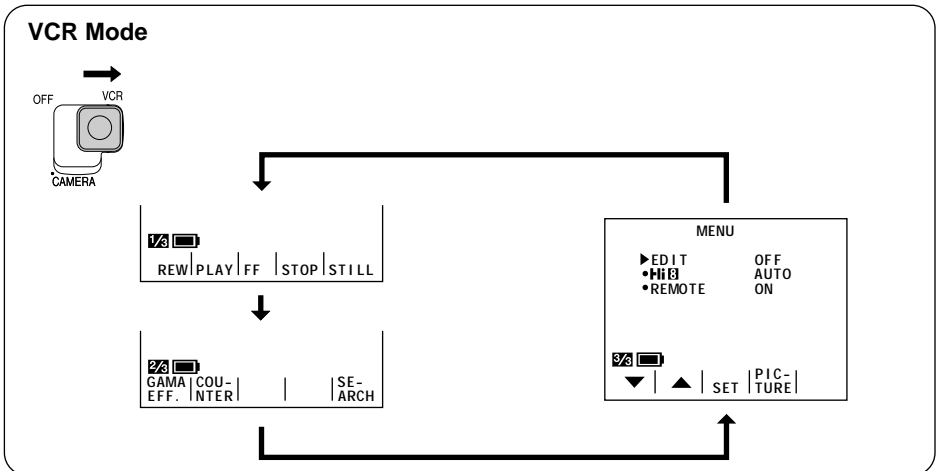 VCR Mode
OFF VCR
CAMERA
1/3
REW PLAY FF STOP STILL
2/3
GAMA COU- SE-
EFF. NTER ARCH
MENU
▶EDIT OFF
•Hi8 AUTO
•REMOTE ON
3/3
▼ ▲ SET PIC-
TURE